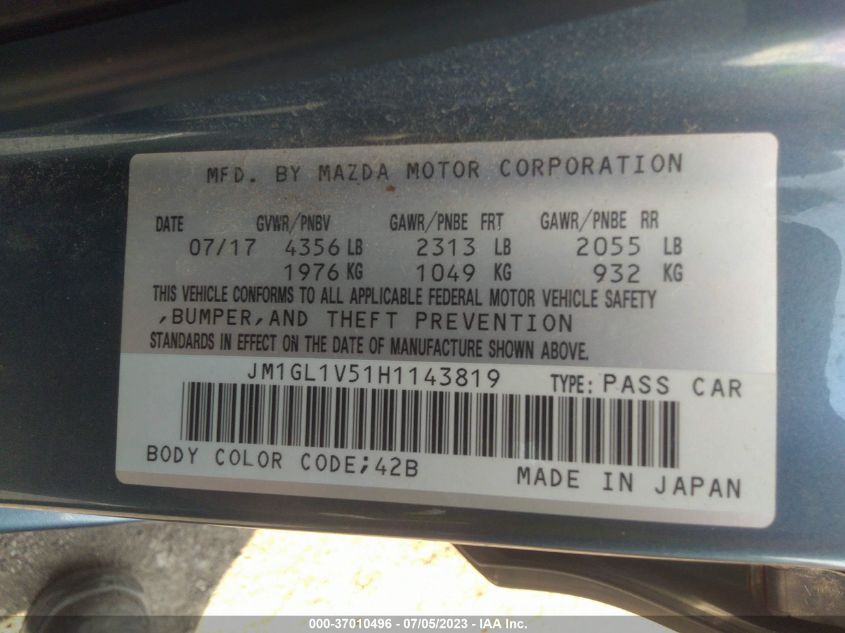 MFD. BY MAZDA MOTOR CORPORATION
DATE GVWR/PNBV GAWR/PNBE FRT GAWR/PNBE RR
07/17 4356 LB 2313 LB 2055 LB
1976 KG 1049 KG 932 KG
THIS VEHICLE CONFORMS TO ALL APPLICABLE FEDERAL MOTOR VEHICLE SAFETY
,BUMPER,AND THEFT PREVENTION
STANDARDS IN EFFECT ON THE DATE OF MANUFACTURE SHOWN ABOVE.
JM1GL1V51H1143819 TYPE: PASS CAR
BODY COLOR CODE;42B MADE IN JAPAN
000-37010496 - 07/05/2023 - IAA Inc.